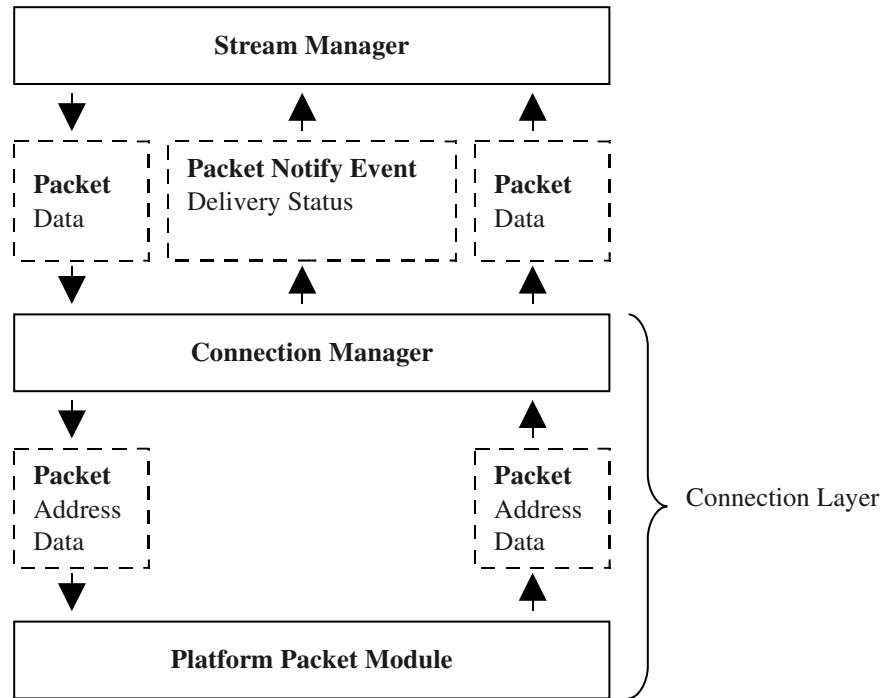 Stream Manager
Packet
Data
Packet Notify Event
Delivery Status
Packet
Data
Connection Manager
Packet
Address
Data
Packet
Address
Data
Connection Layer
Platform Packet Module